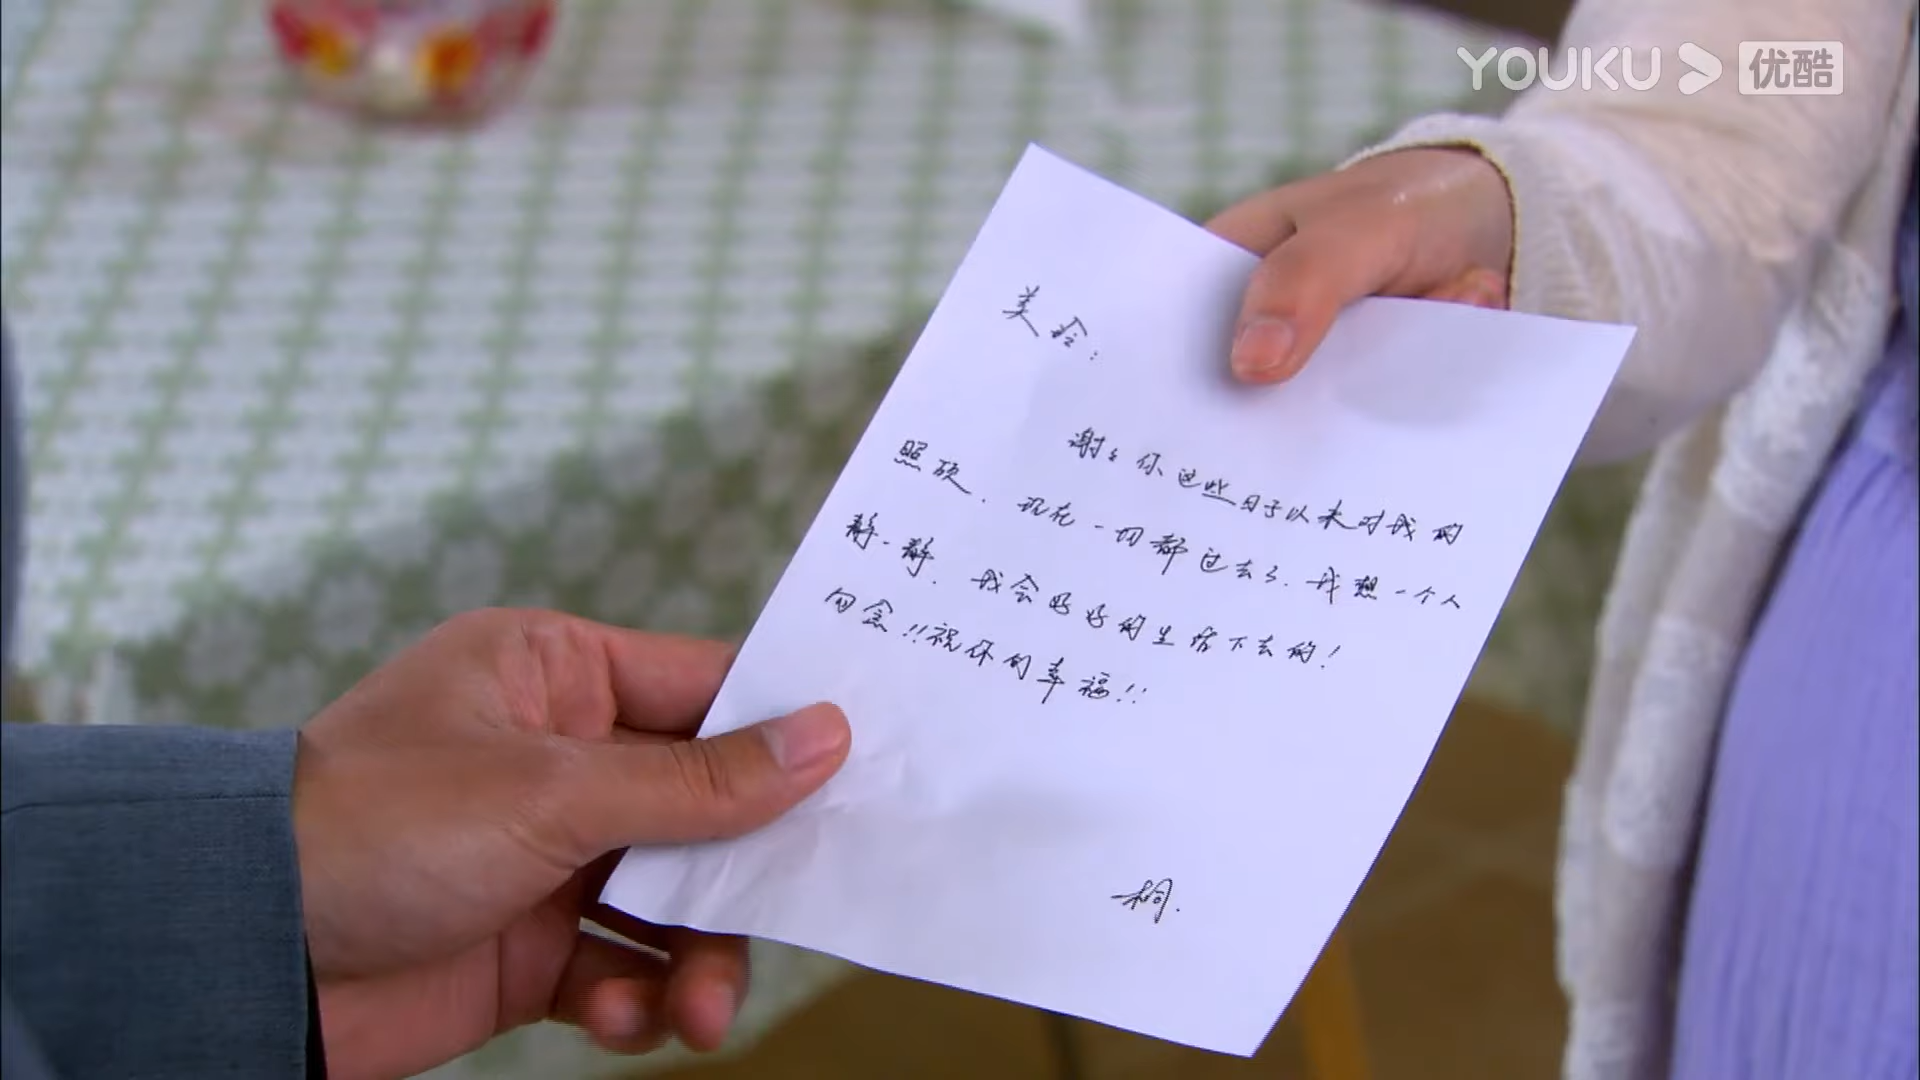 YOUKU 优酷
美玲：
谢谢你这些日子以来对我的
照顾．现在一切都过去了．我想一个人
静一静．我会好好的生活下去的！
勿念！！祝你们幸福！！
桐．